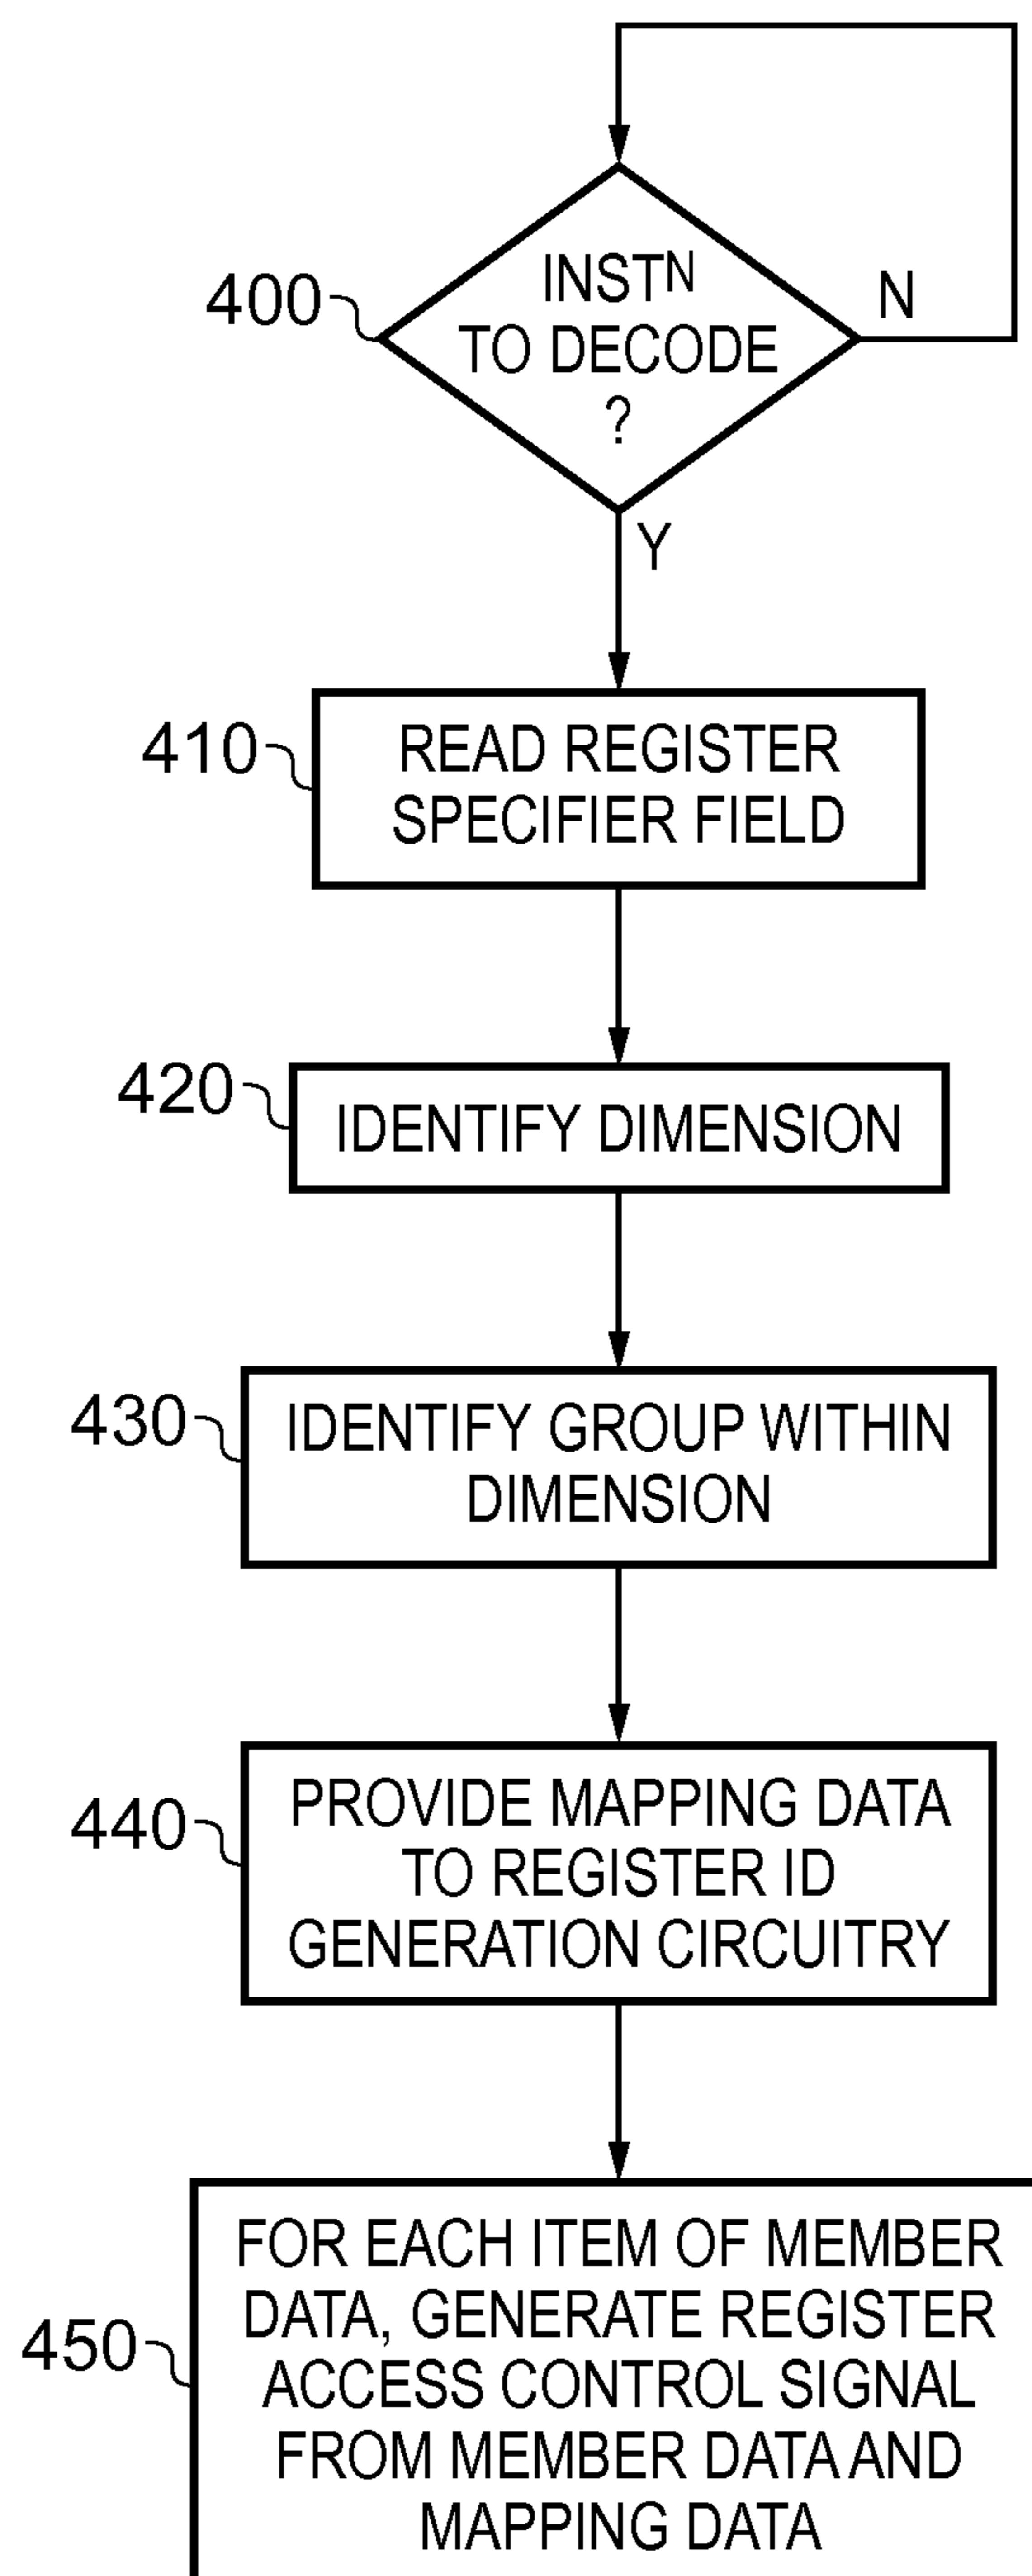 400
INSTN
TO DECODE
?
N
Y
410
READ REGISTER
SPECIFIER FIELD
420
IDENTIFY DIMENSION
430
IDENTIFY GROUP WITHIN
DIMENSION
440
PROVIDE MAPPING DATA
TO REGISTER ID
GENERATION CIRCUITRY
450
FOR EACH ITEM OF MEMBER
DATA, GENERATE REGISTER
ACCESS CONTROL SIGNAL
FROM MEMBER DATA AND
MAPPING DATA